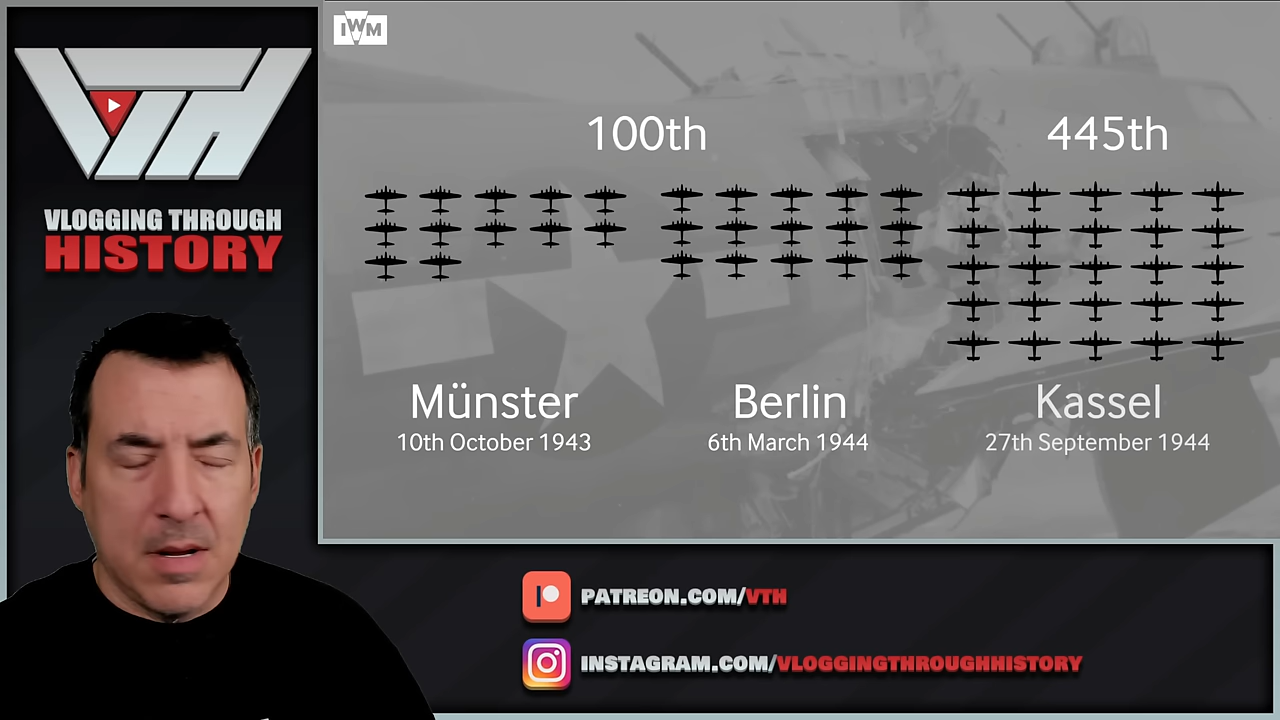 VTH
VLOGGING THROUGH
HISTORY
IWM
100th
445th
Münster
10th October 1943
Berlin
6th March 1944
Kassel
27th September 1944
PATREON.COM/VTH
INSTAGRAM.COM/VLOGGINGTHROUGHHISTORY